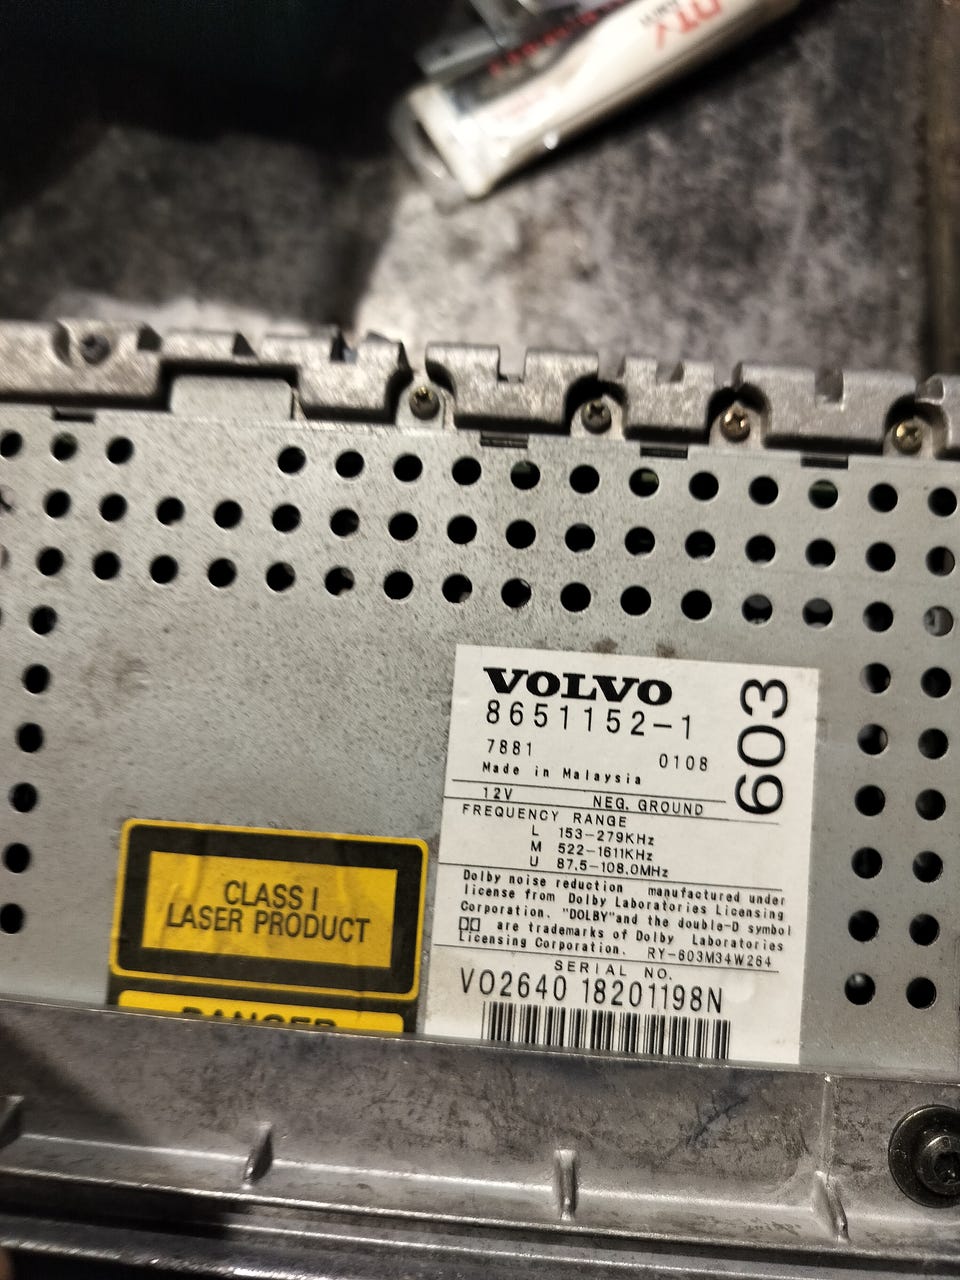 RTV
VOLVO
8651152-1
603
7881 0108
Made in Malaysia
12V NEG. GROUND
FREQUENCY RANGE
L 153-279KHz
M 522-1611KHz
U 87.5-108.0MHz
Dolby noise reduction manufactured under
license from Dolby Laboratories Licensing
Corporation. "DOLBY"and the double-D symbol
are trademarks of Dolby Laboratories
Licensing Corporation. RY-603M34W264
SERIAL NO.
VO2640 18201198N
CLASS I
LASER PRODUCT
DANGER